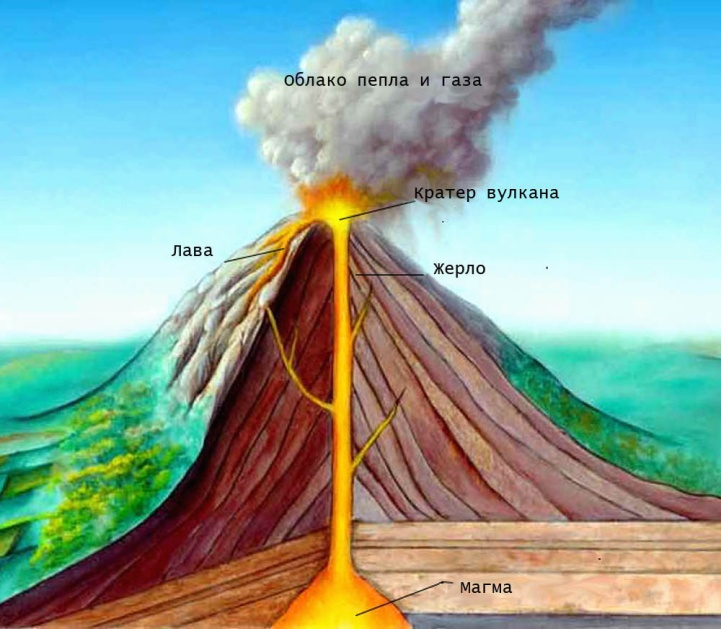 Облако пепла и газа
Кратер вулкана
Лава
Жерло
Магма